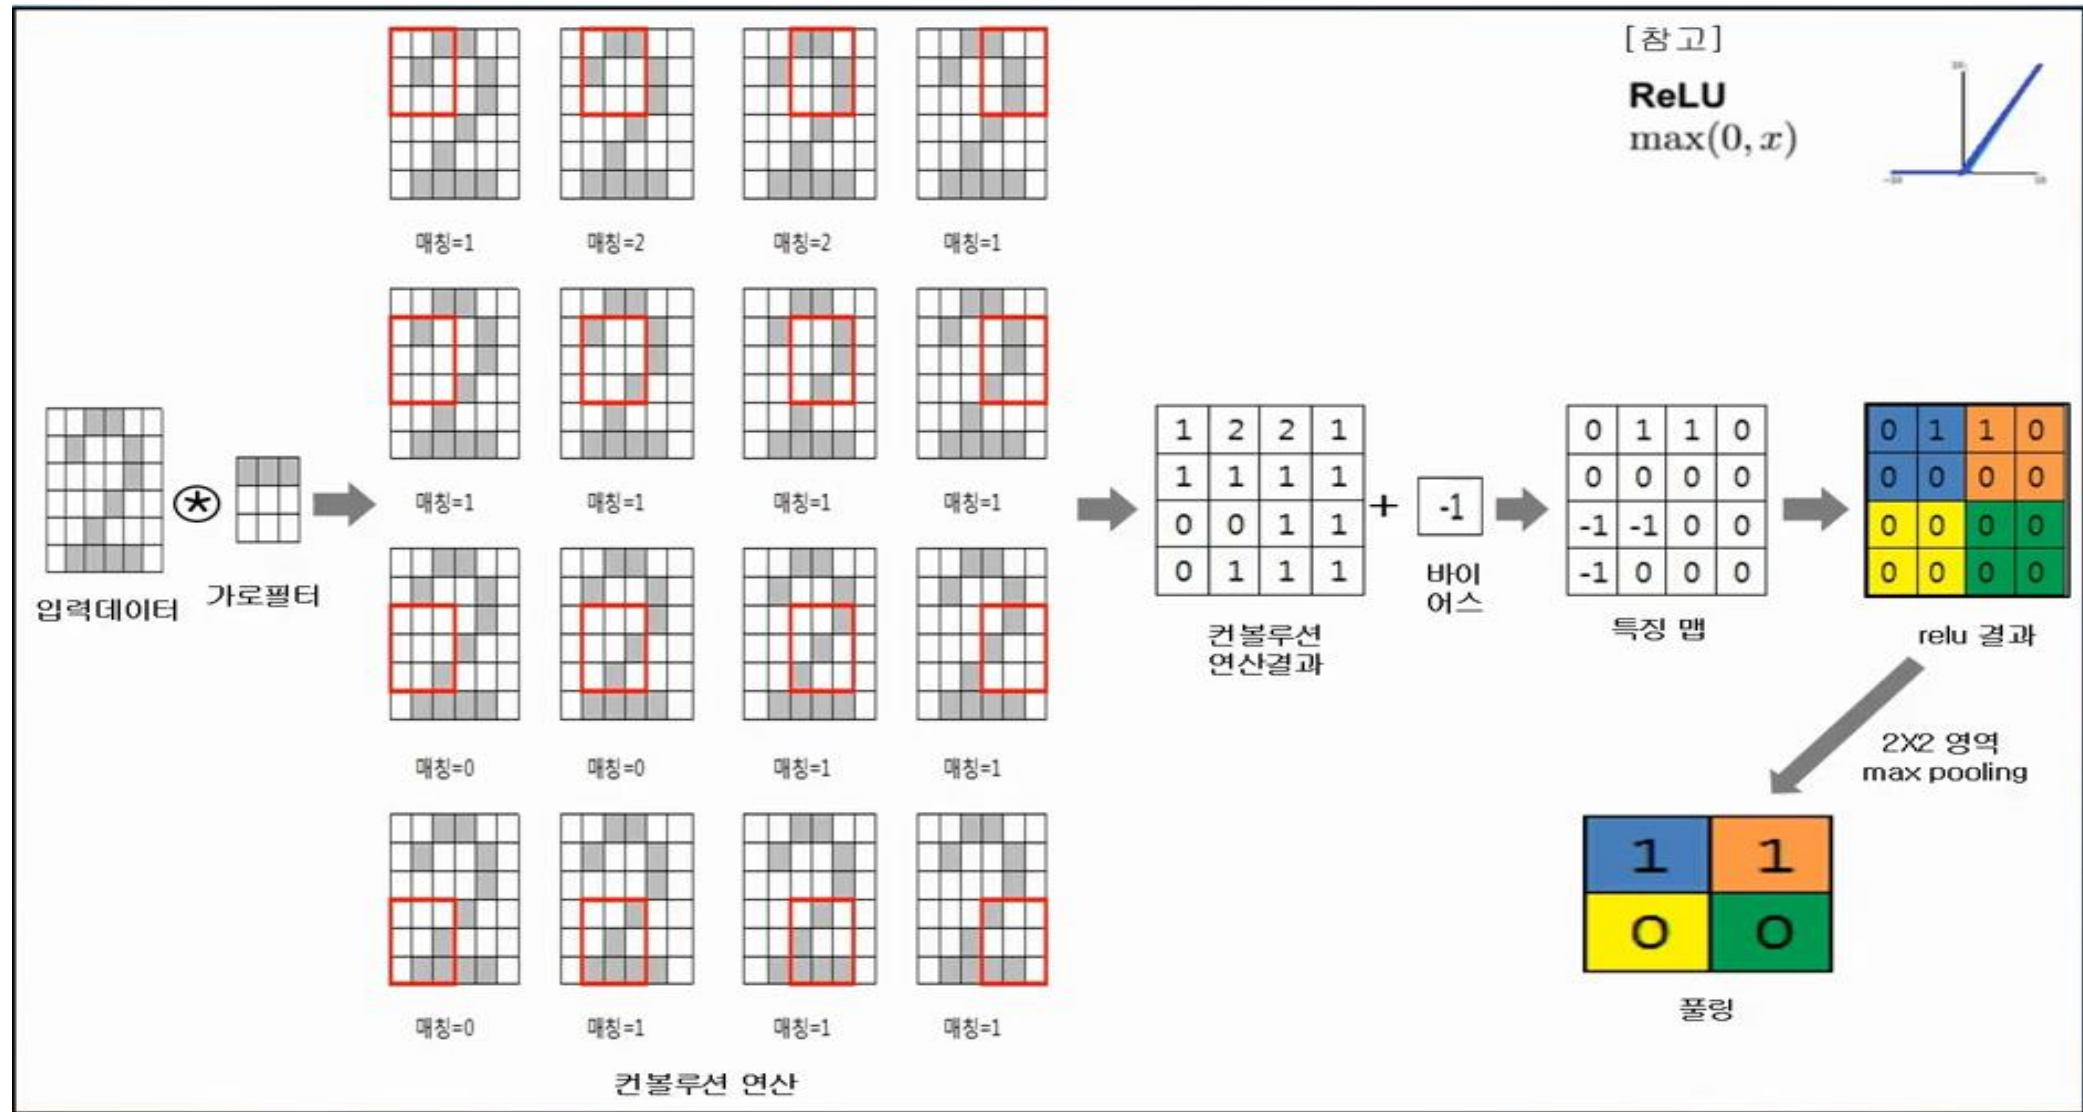 [참고]
ReLU
max(0, x)
10
-10
10
매칭=1
매칭=2
매칭=2
매칭=1
매칭=1
매칭=1
매칭=1
매칭=1
매칭=0
매칭=0
매칭=1
매칭=1
매칭=0
매칭=1
매칭=1
매칭=1
컨볼루션 연산
입력데이터
가로필터
1 2 2 1
1 1 1 1
0 0 1 1
0 1 1 1
컨볼루션
연산결과
+
-1
바이
어스
0 1 1 0
0 0 0 0
-1 -1 0 0
-1 0 0 0
특징 맵
0 1 1 0
0 0 0 0
0 0 0 0
0 0 0 0
relu 결과
2X2 영역
max pooling
1 1
0 0
풀링